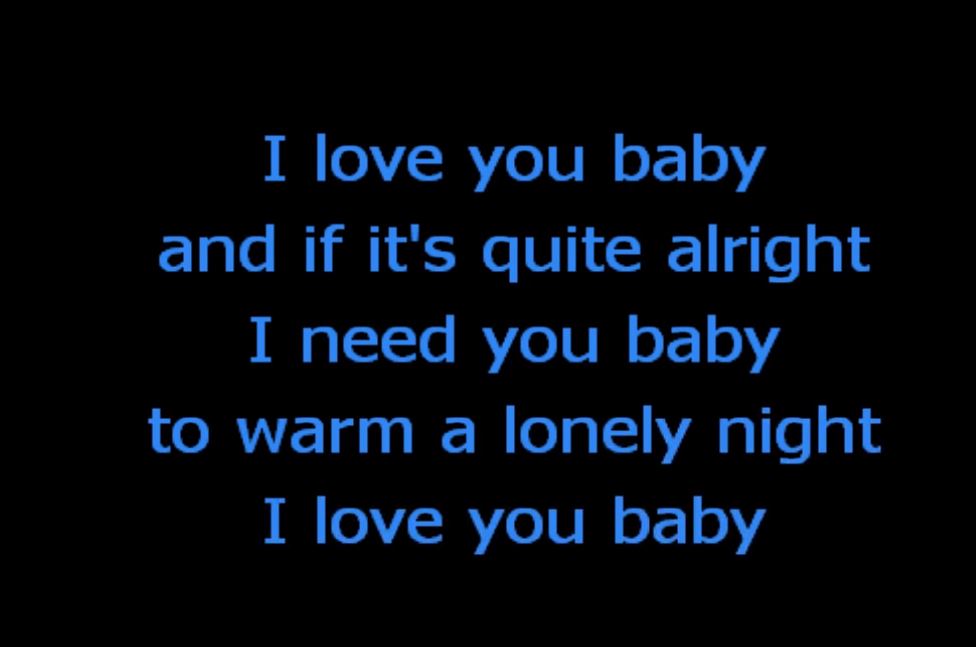 I love you baby
and if it's quite alright
I need you baby
to warm a lonely night
I love you baby